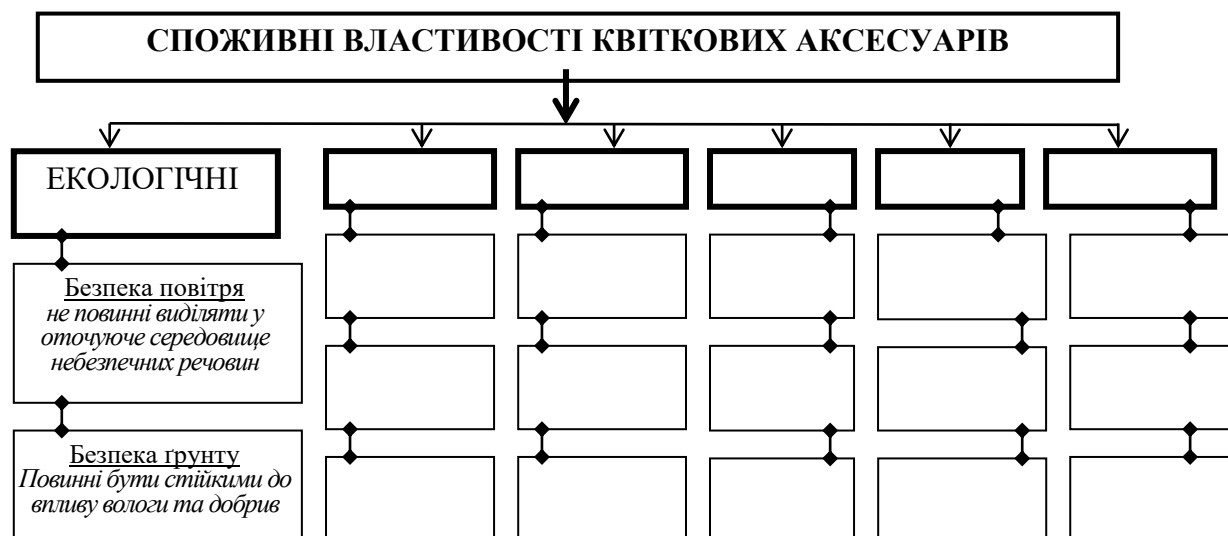 СПОЖИВНІ ВЛАСТИВОСТІ КВІТКОВИХ АКСЕСУАРІВ
ЕКОЛОГІЧНІ
Безпека повітря
не повинні виділяти у
оточуюче середовище
небезпечних речовин
Безпека ґрунту
Повинні бути стійкими до
впливу вологи та добрив